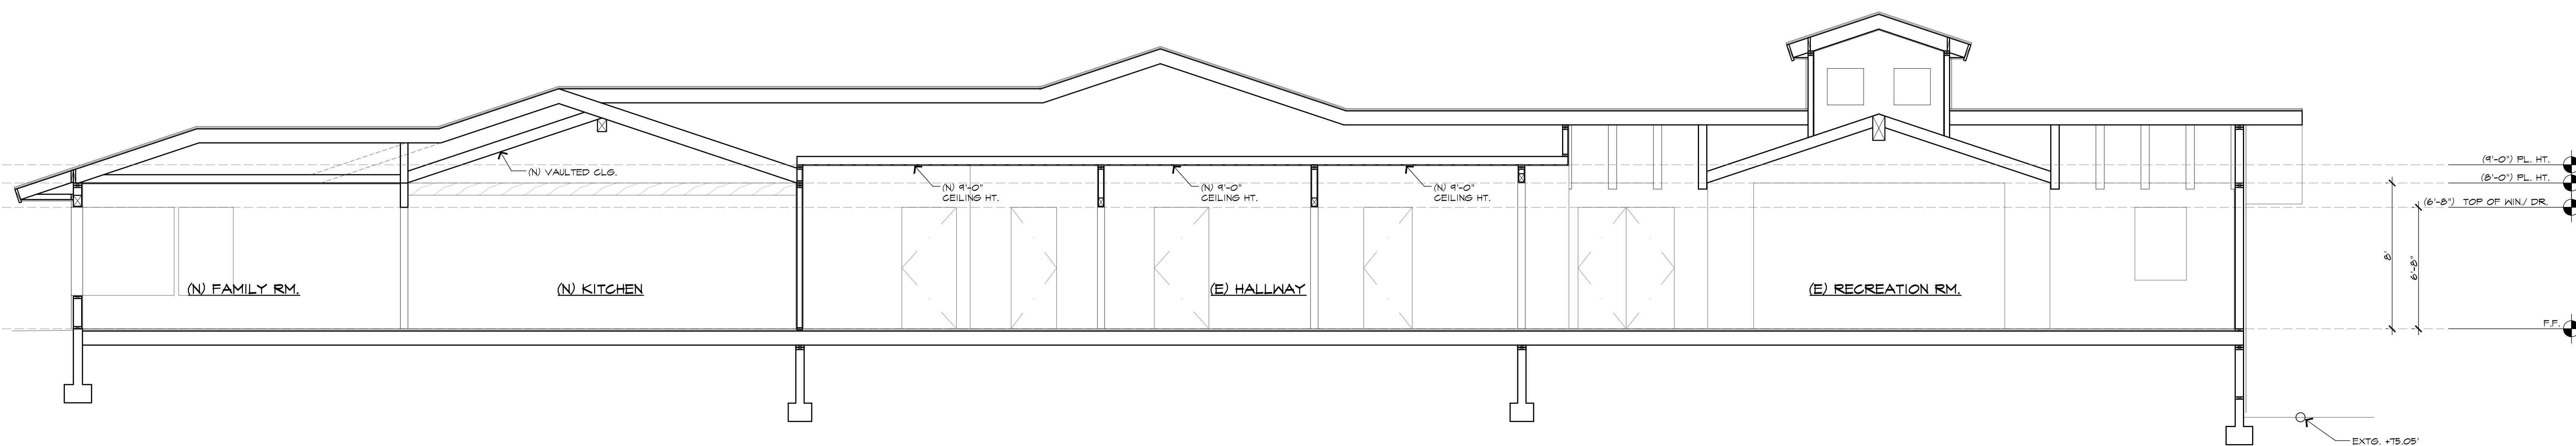 (N) VAULTED CLG.
(N) 9'-0"
CEILING HT.
(N) 9'-0"
CEILING HT.
(N) 9'-0"
CEILING HT.
(9'-0") PL. HT.
(8'-0") PL. HT.
(6'-8") TOP OF WIN./ DR.
8'
6'-8"
(N) FAMILY RM.
(N) KITCHEN
(E) HALLWAY
(E) RECREATION RM.
F.F.
EXTG. +75.05'